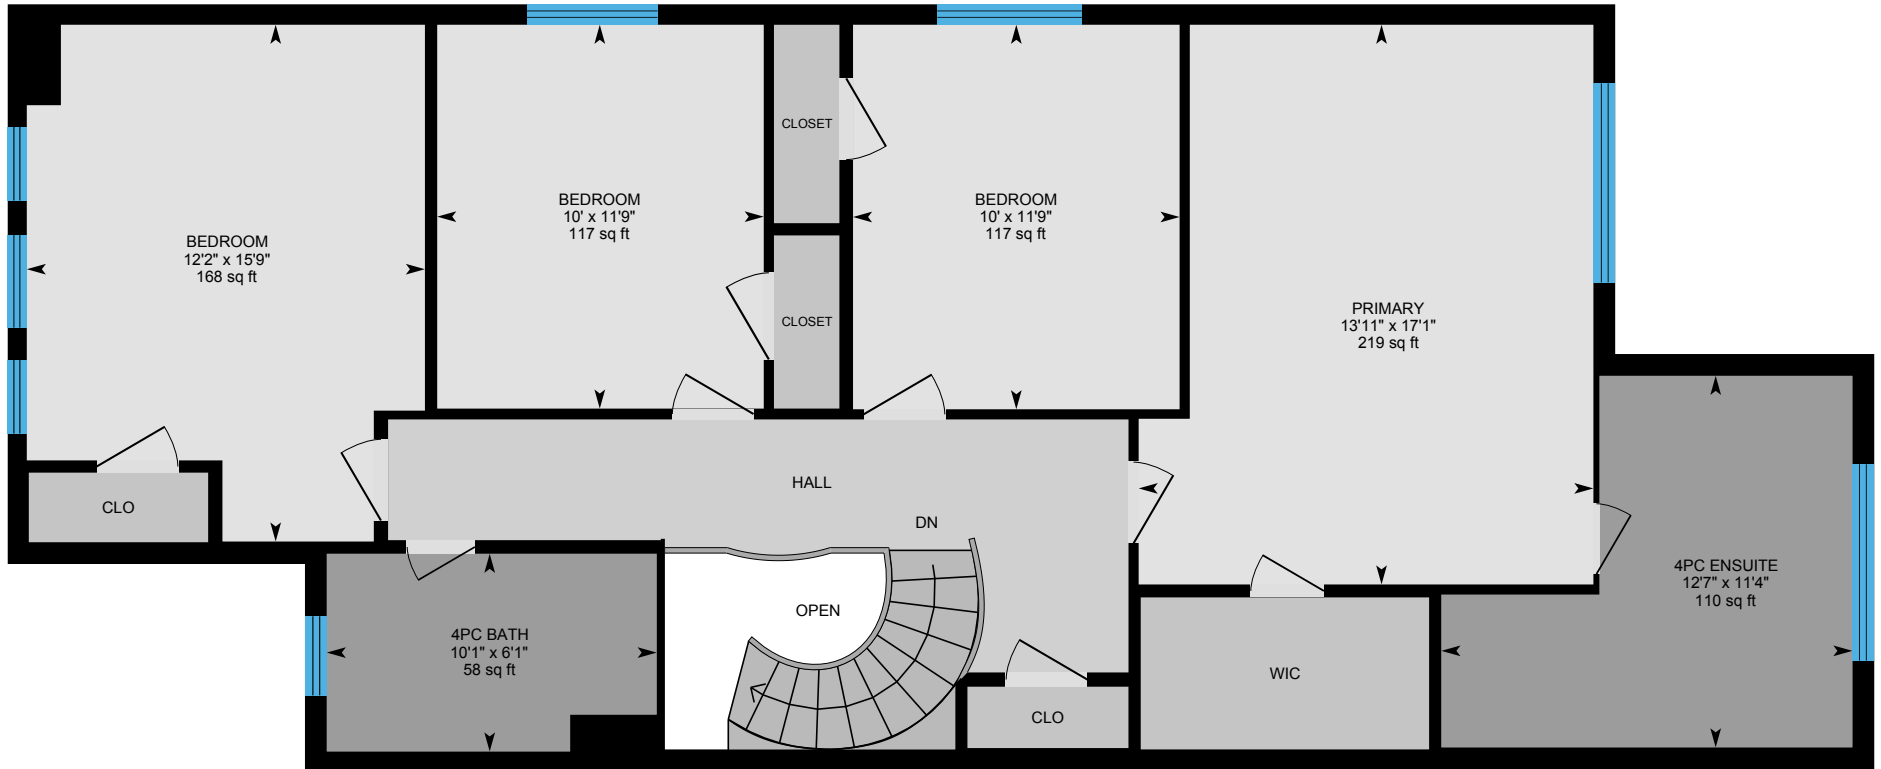 BEDROOM
12'2" x 15'9"
168 sq ft
BEDROOM
10' x 11'9"
117 sq ft
CLOSET
CLOSET
BEDROOM
10' x 11'9"
117 sq ft
PRIMARY
13'11" x 17'1"
219 sq ft
CLO
HALL
DN
OPEN
4PC BATH
10'1" x 6'1"
58 sq ft
CLO
WIC
4PC ENSUITE
12'7" x 11'4"
110 sq ft